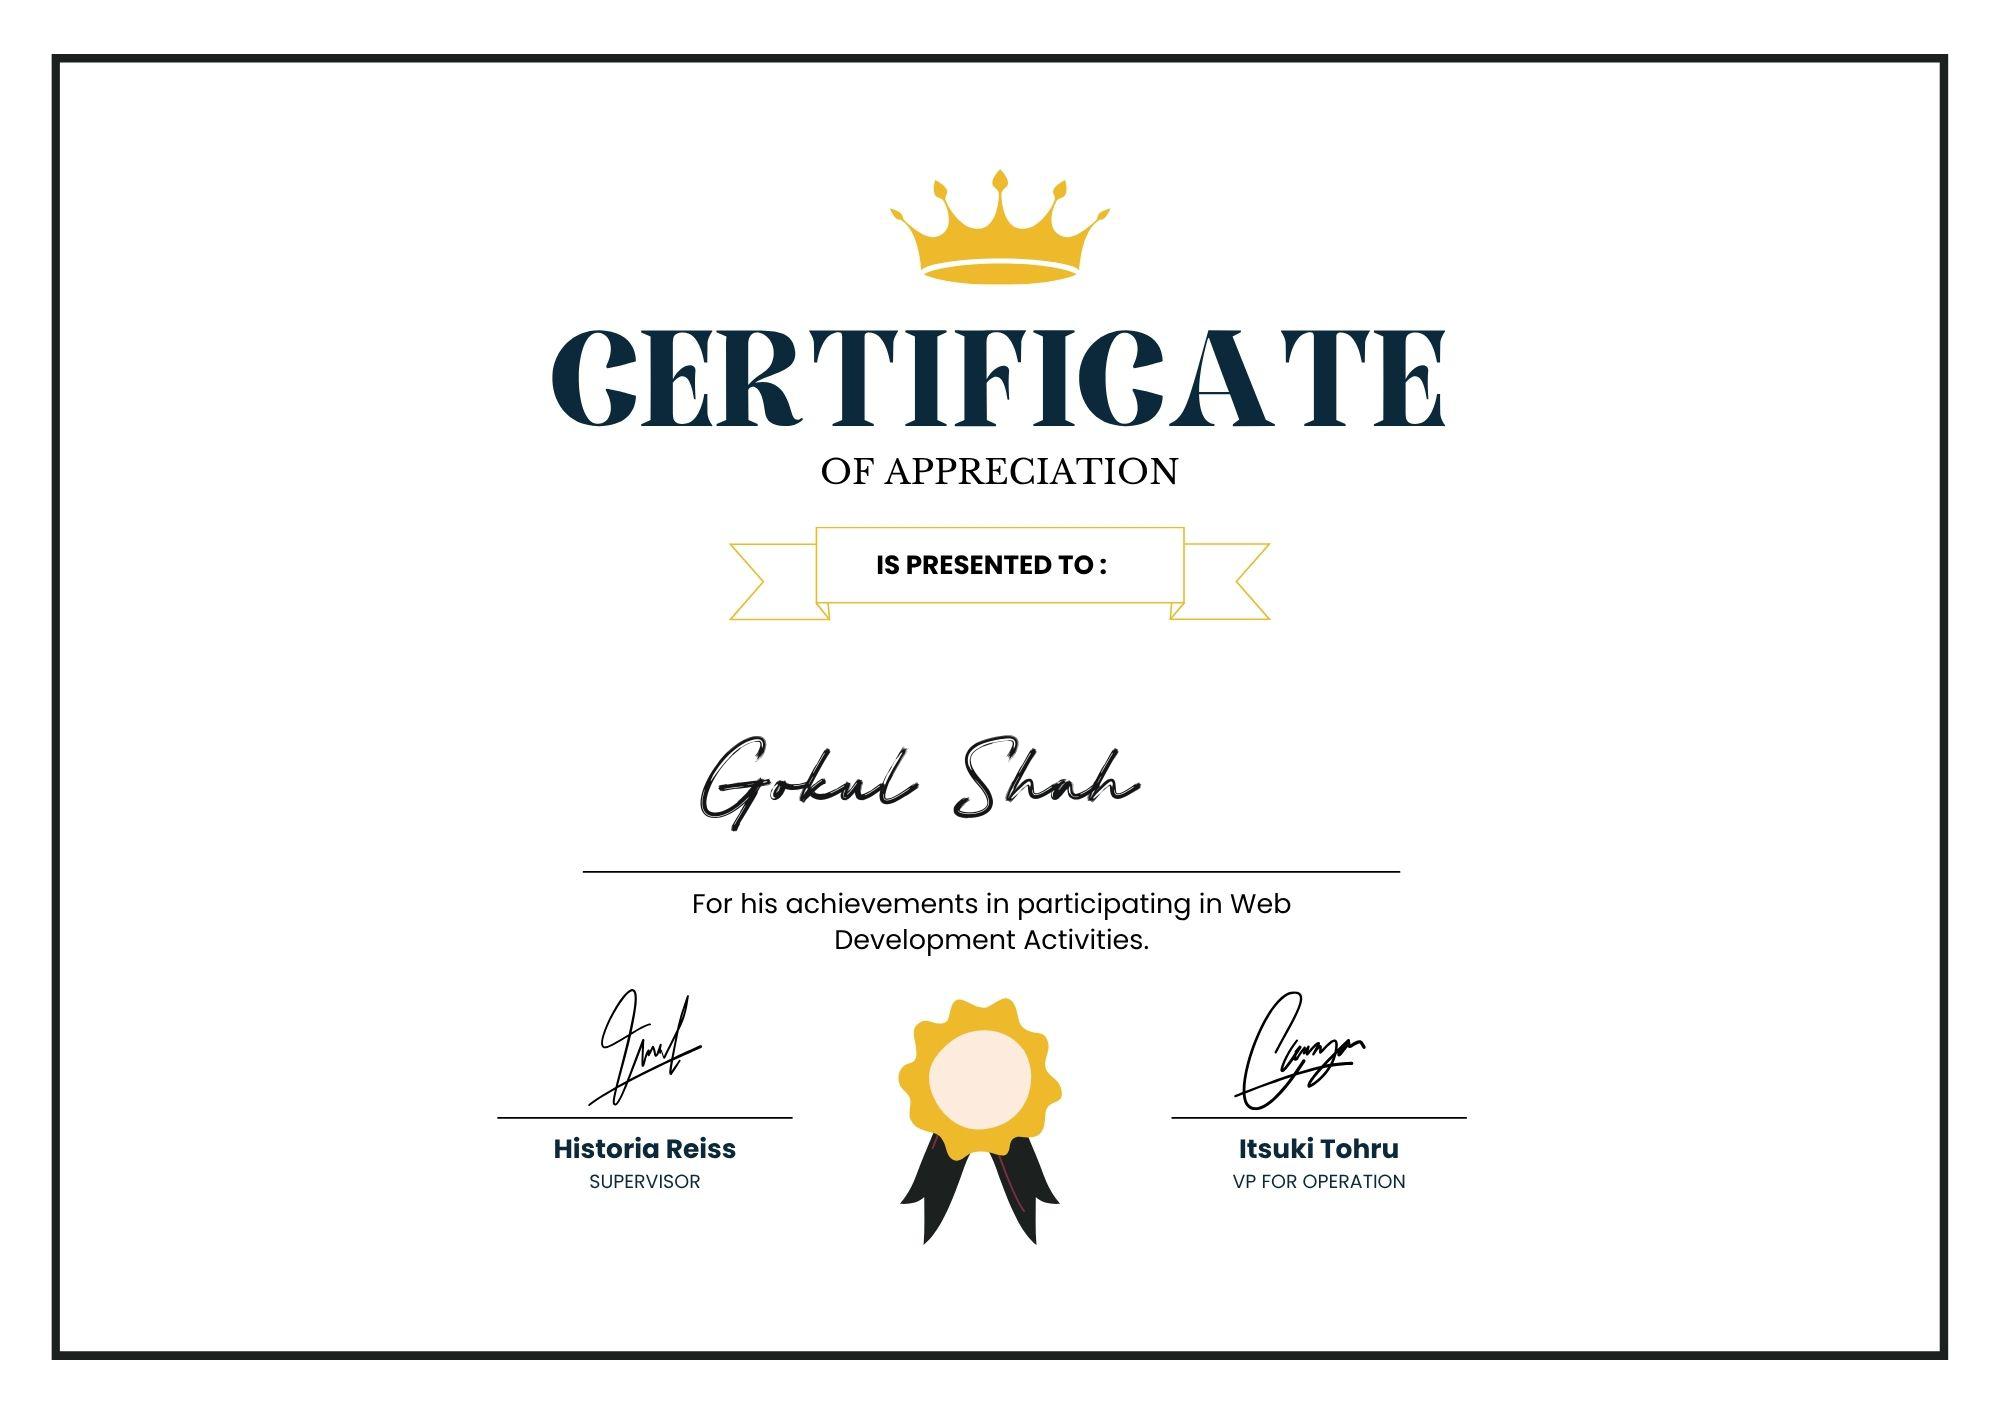 CERTIFICATE
OF APPRECIATION
IS PRESENTED TO :
Gokul Shah
For his achievements in participating in Web
Development Activities.
Historia Reiss
SUPERVISOR
Itsuki Tohru
VP FOR OPERATION